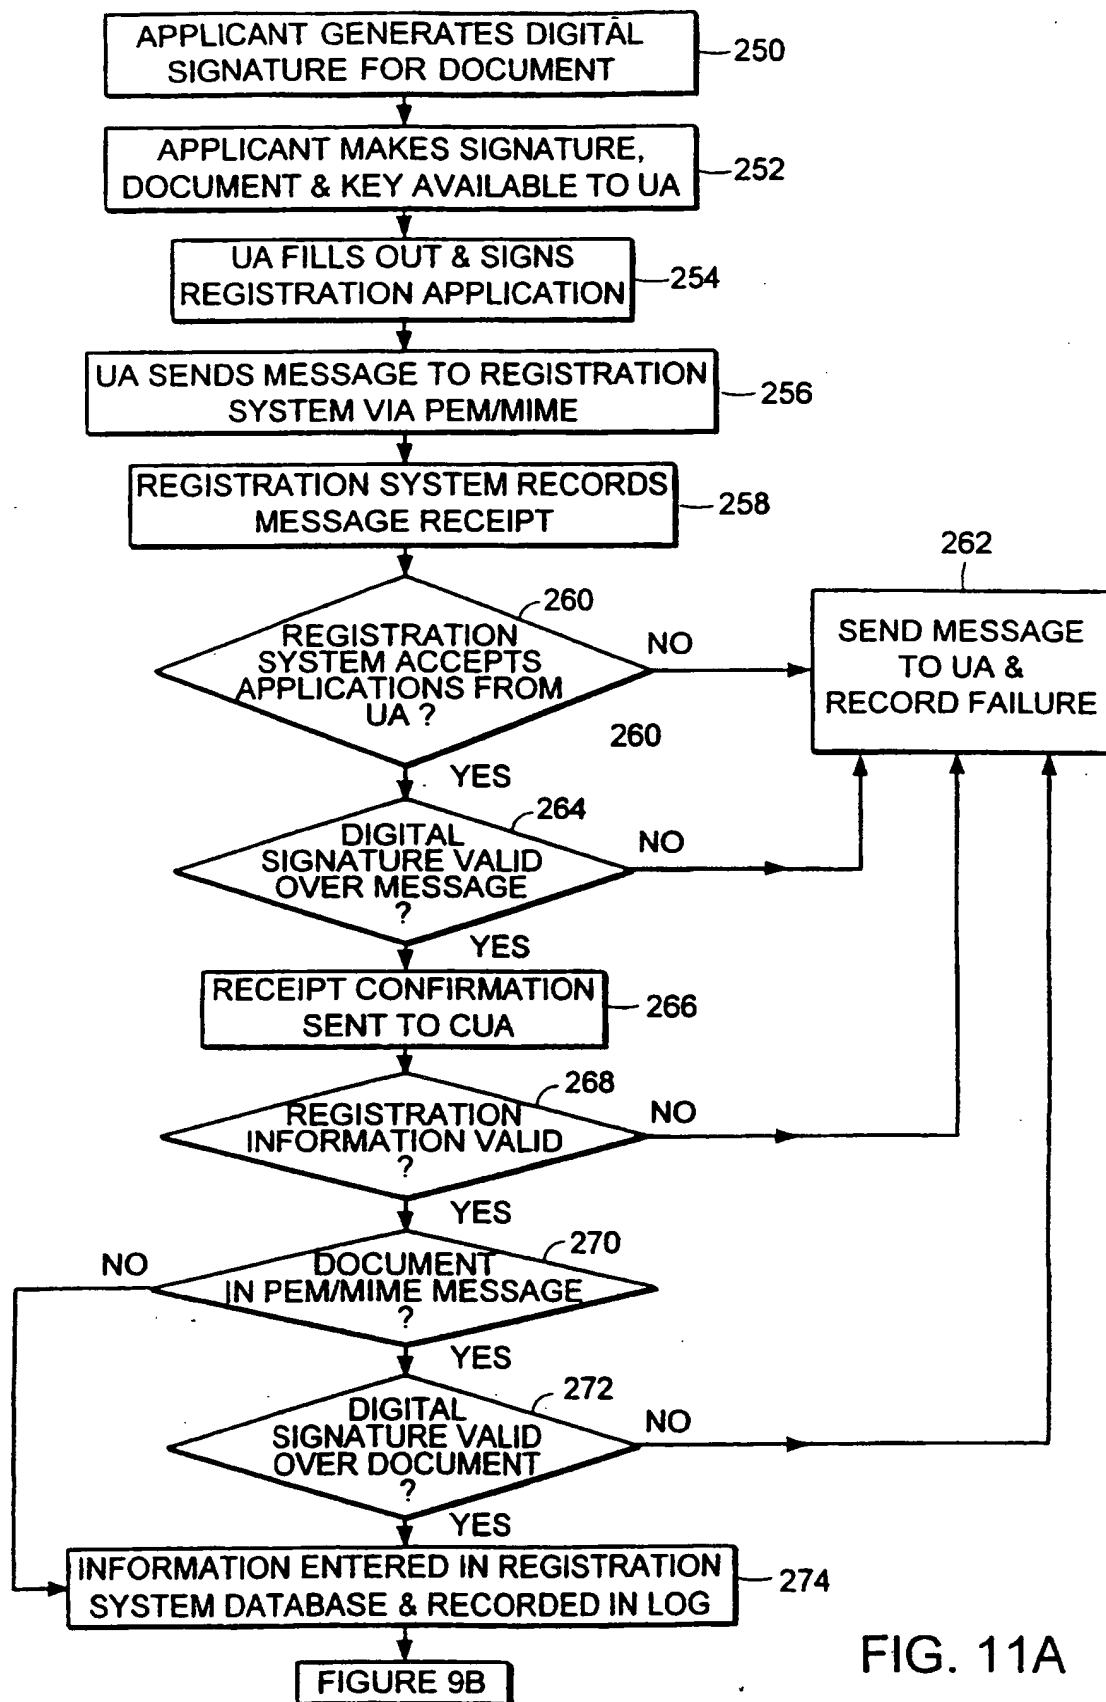 APPLICANT GENERATES DIGITAL
SIGNATURE FOR DOCUMENT
250
APPLICANT MAKES SIGNATURE,
DOCUMENT & KEY AVAILABLE TO UA
252
UA FILLS OUT & SIGNS
REGISTRATION APPLICATION
254
UA SENDS MESSAGE TO REGISTRATION
SYSTEM VIA PEM/MIME
256
REGISTRATION SYSTEM RECORDS
MESSAGE RECEIPT
258
260
REGISTRATION
SYSTEM ACCEPTS
APPLICATIONS FROM
UA ?
NO
262
SEND MESSAGE
TO UA &
RECORD FAILURE
260
YES
264
DIGITAL
SIGNATURE VALID
OVER MESSAGE
?
NO
YES
RECEIPT CONFIRMATION
SENT TO CUA
266
268
REGISTRATION
INFORMATION VALID
?
NO
YES
270
DOCUMENT
IN PEM/MIME MESSAGE
?
NO
YES
272
DIGITAL
SIGNATURE VALID
OVER DOCUMENT
?
NO
YES
INFORMATION ENTERED IN REGISTRATION
SYSTEM DATABASE & RECORDED IN LOG
274
FIGURE 9B
FIG. 11A